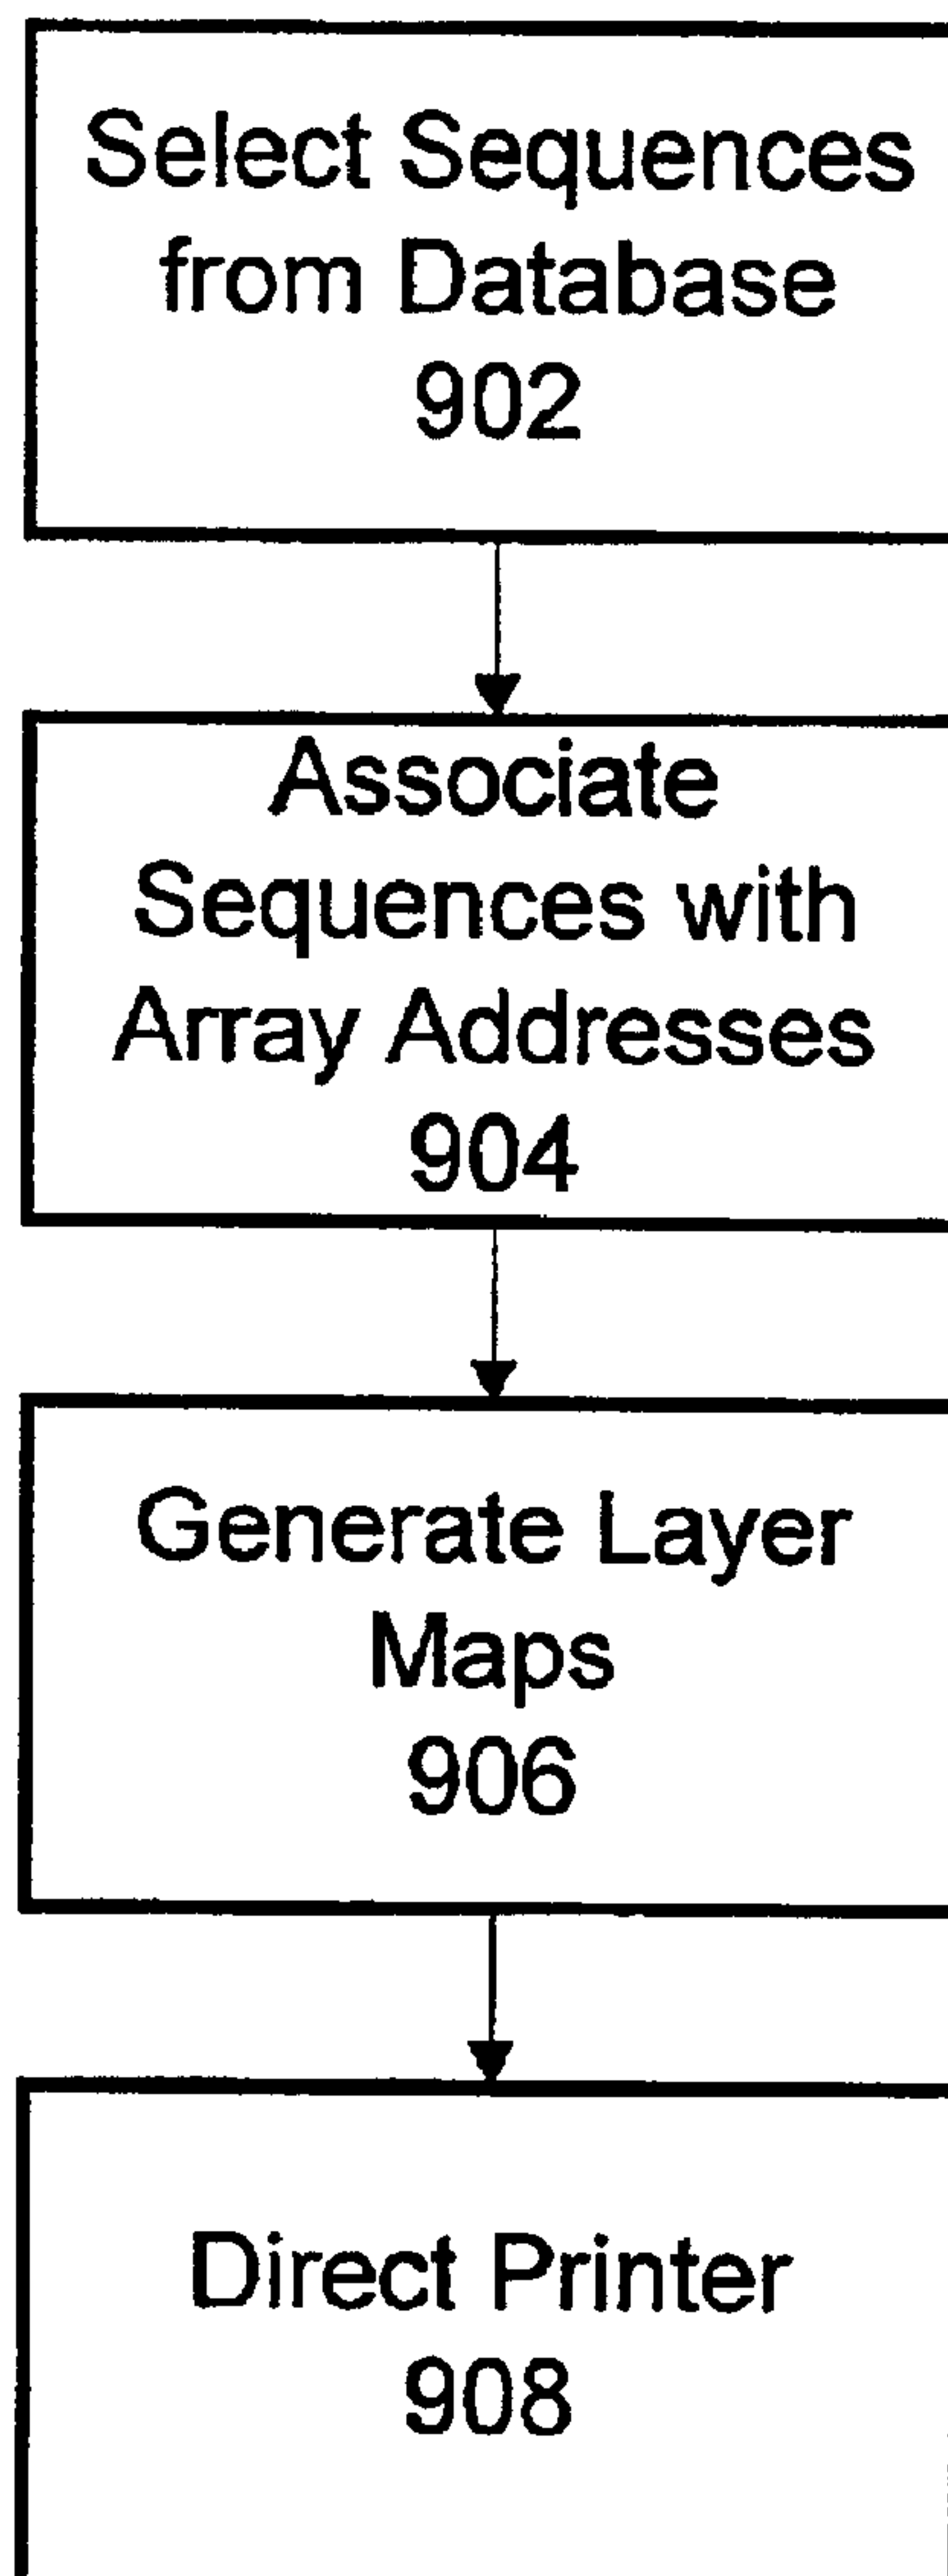 Select Sequences
from Database
902
Associate
Sequences with
Array Addresses
904
Generate Layer
Maps
906
Direct Printer
908